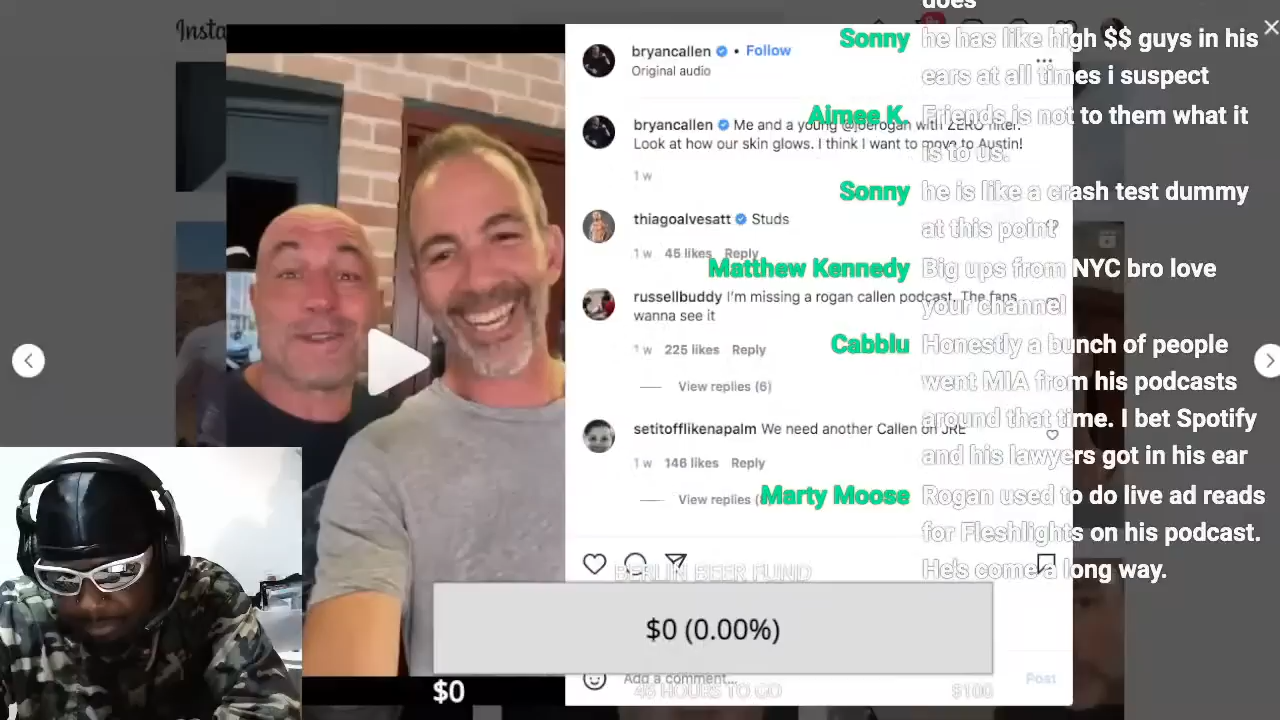 Insta
bryancallen • Follow
Original audio
bryancallen Me and a young @joerogan with ZERO filter.
Look at how our skin glows. I think I want to move to Austin!
1 w
thiagoalvesatt Studs
1 w 45 likes Reply
russellbuddy I'm missing a rogan callen podcast. The fans
wanna see it
1 w 225 likes Reply
View replies (6)
setitofflikenapalm We need another Callen on JRE
1 w 146 likes Reply
View replies
Add a comment...
Post
does
Sonny he has like high $$ guys in his
ears at all times i suspect
Aimee K. Friends is not to them what it
is to us.
Sonny he is like a crash test dummy
at this point
Matthew Kennedy Big ups from NYC bro love
your channel
Cabblu Honestly a bunch of people
went MIA from his podcasts
around that time. I bet Spotify
and his lawyers got in his ear
Marty Moose Rogan used to do live ad reads
for Fleshlights on his podcast.
He's come a long way.
BERLIN BEER FUND
$0 (0.00%)
$0
46 HOURS TO GO
$100